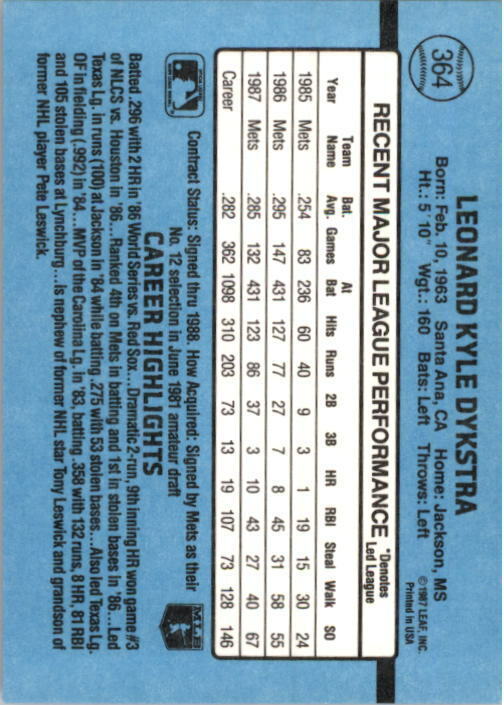 364
LEONARD KYLE DYKSTRA
Born: Feb. 10, 1963 Santa Ana, CA Home: Jackson, MS
Ht.: 5' 10" Wgt.: 160 Bats: Left Throws: Left
© 1987 LEAF, INC.
Printed in USA
RECENT MAJOR LEAGUE PERFORMANCE *Denotes Led League
Year Team Name Bat. Avg. Games At Bat Hits Runs 2B 3B HR RBI Steal Walk SO
1985 Mets .254 83 236 60 40 9 3 1 19 15 30 24
1986 Mets .295 147 431 127 77 27 7 8 45 31 58 55
1987 Mets .285 132 431 123 86 37 3 10 43 27 40 67
Career .282 362 1098 310 203 73 13 19 107 73 128 146
Contract Status: Signed thru 1988. How Acquired: Signed by Mets as their
No. 12 selection in June 1981 amateur draft
MLB
CAREER HIGHLIGHTS
Batted .296 with 2 HR in '86 World Series vs. Red Sox...Dramatic 2-run, 9th inning HR won game #3
of NLCS vs. Houston in '86...Ranked 4th on Mets in batting and 1st in stolen bases in '86...Led
Texas Lg. in runs (100) at Jackson in '84 while batting .275 with 53 stolen bases...Also led Texas Lg.
OF in fielding (.992) in '84...MVP of the Carolina Lg. in '83, batting .358 with 132 runs, 8 HR, 81 RBI
and 105 stolen bases at Lynchburg...Is nephew of former NHL star Tony Leswick and grandson of
former NHL player Pete Leswick.